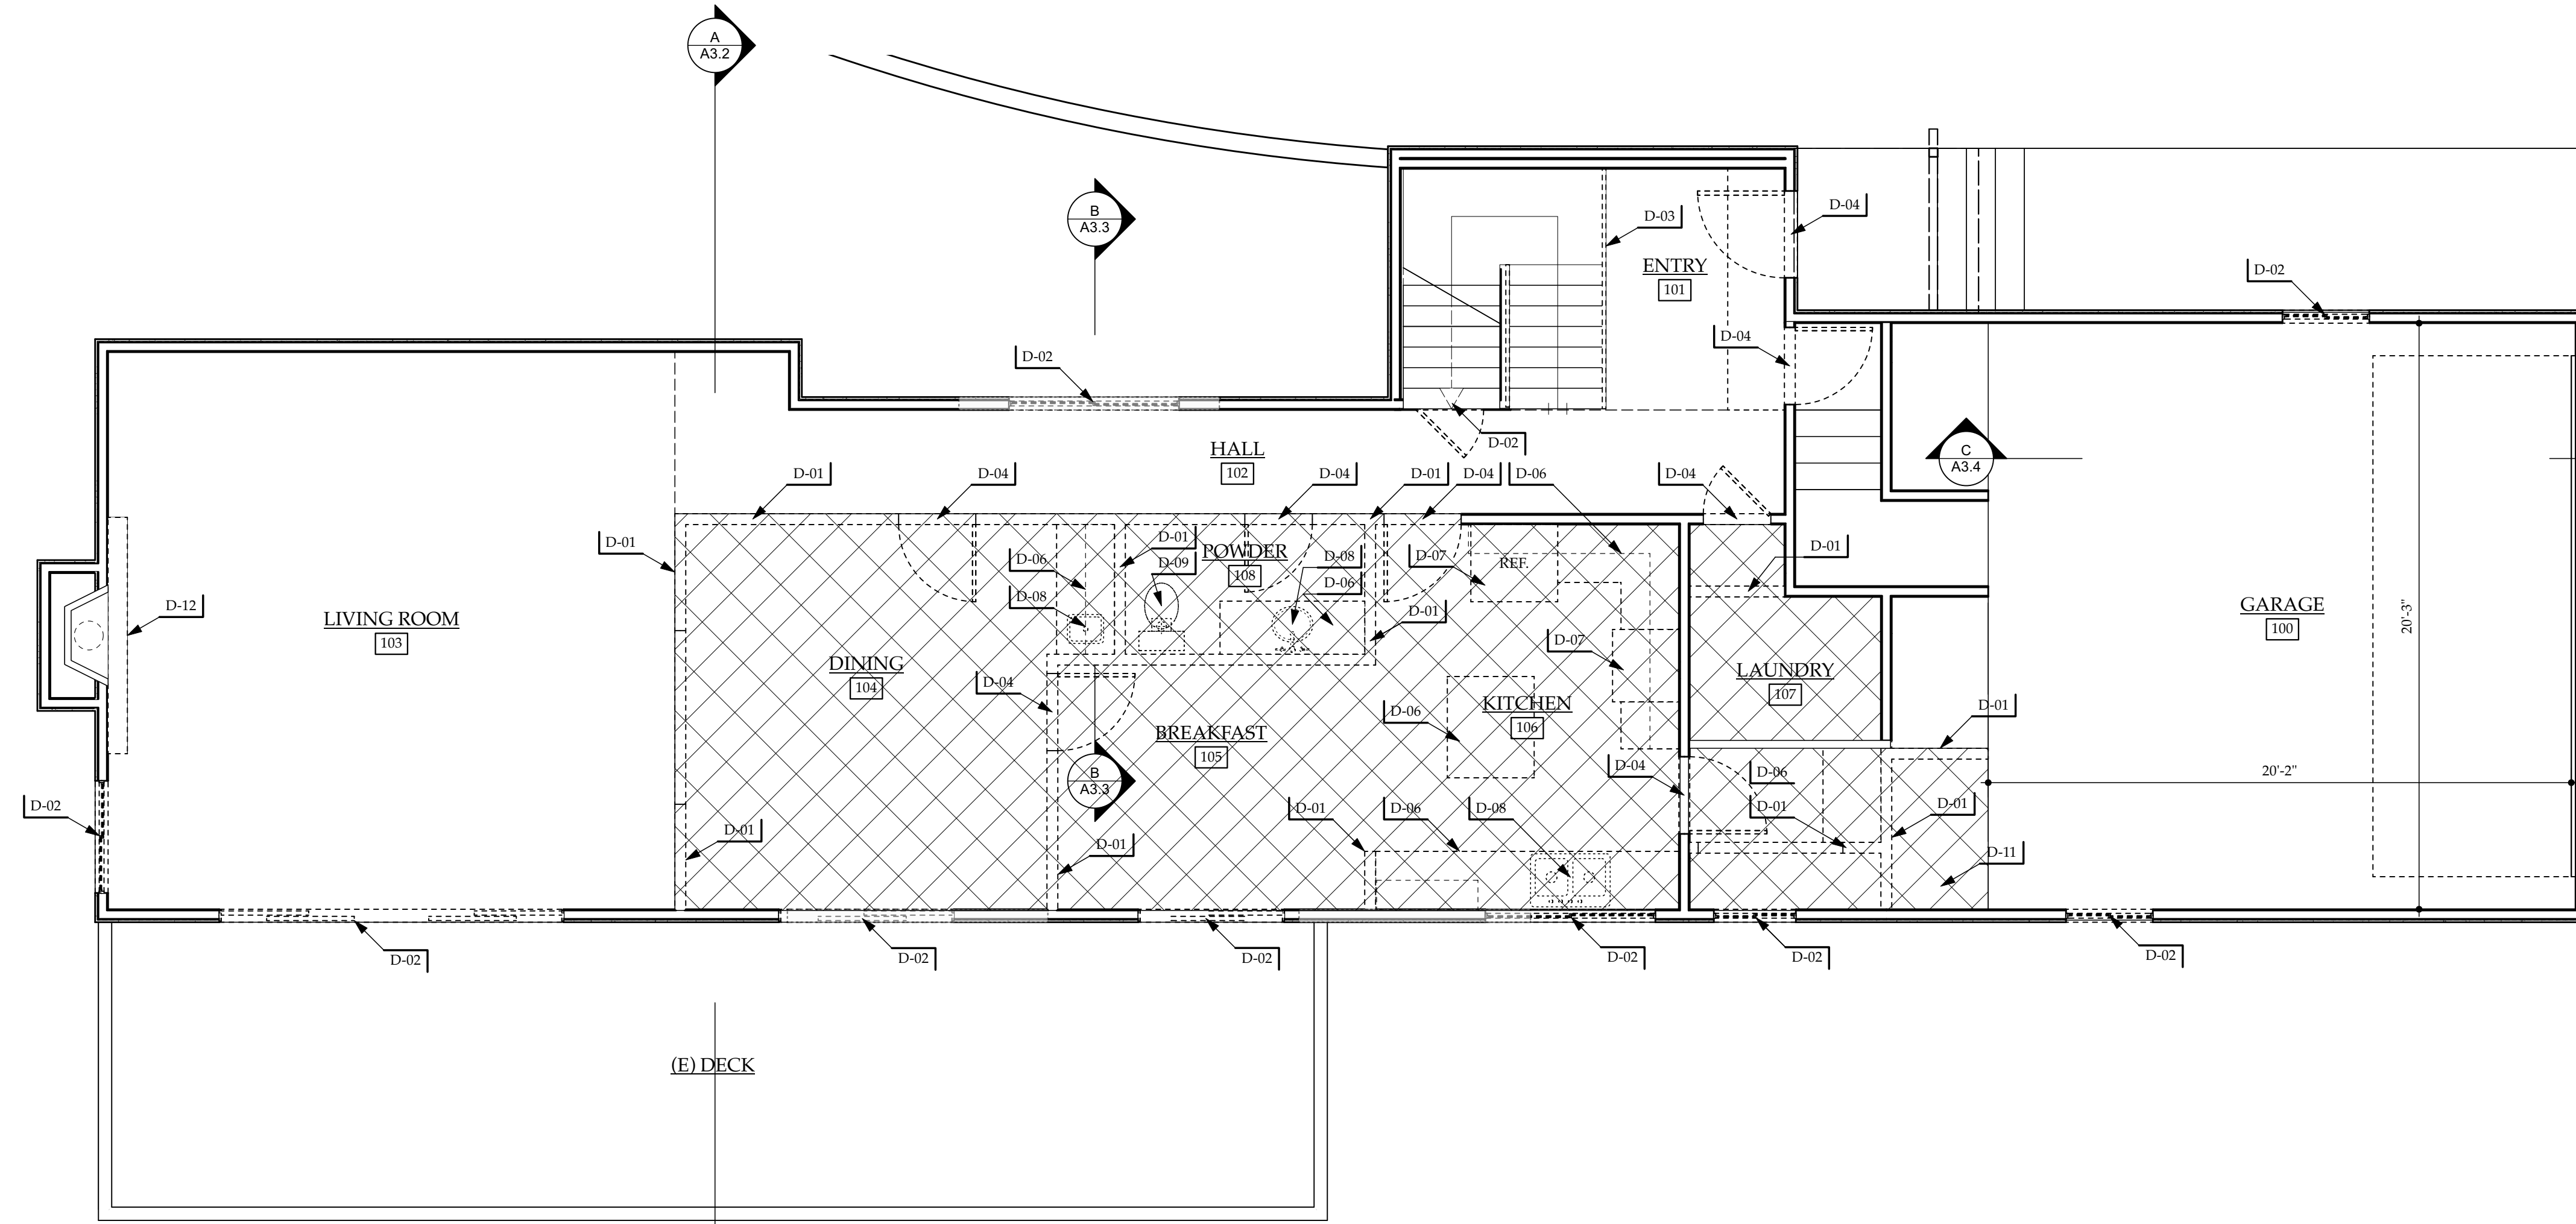 A
A3.2
B
A3.3
D-03
D-04
ENTRY
101
D-02
D-04
D-02
D-02
HALL
102
C
A3.4
D-01
D-04
D-04
D-01
D-04
D-06
D-04
D-01
D-01
POWDER
108
D-06
D-09
D-08
D-06
D-07
REF.
D-01
D-08
D-01
D-12
LIVING ROOM
103
GARAGE
100
20'-3"
DINING
104
D-04
D-07
LAUNDRY
107
KITCHEN
106
D-06
BREAKFAST
105
D-01
B
A3.3
D-04
D-06
20'-2"
D-02
D-01
D-01
D-06
D-08
D-01
D-01
D-01
D-11
D-02
D-02
D-02
D-02
D-02
D-02
(E) DECK